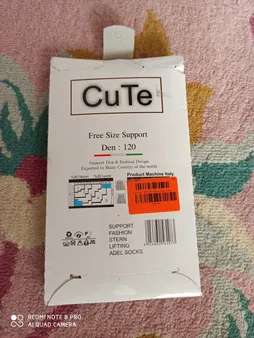 CuTe
Free Size Support
Den : 120
Support Den & Fashion Design
Exported to Many Country of the world
Product Machine Italy
SUPPORT
FASHION
STERN
LIFTING
ADEL SOCKS
REDMI NOTE 8 PRO
AI QUAD CAMERA